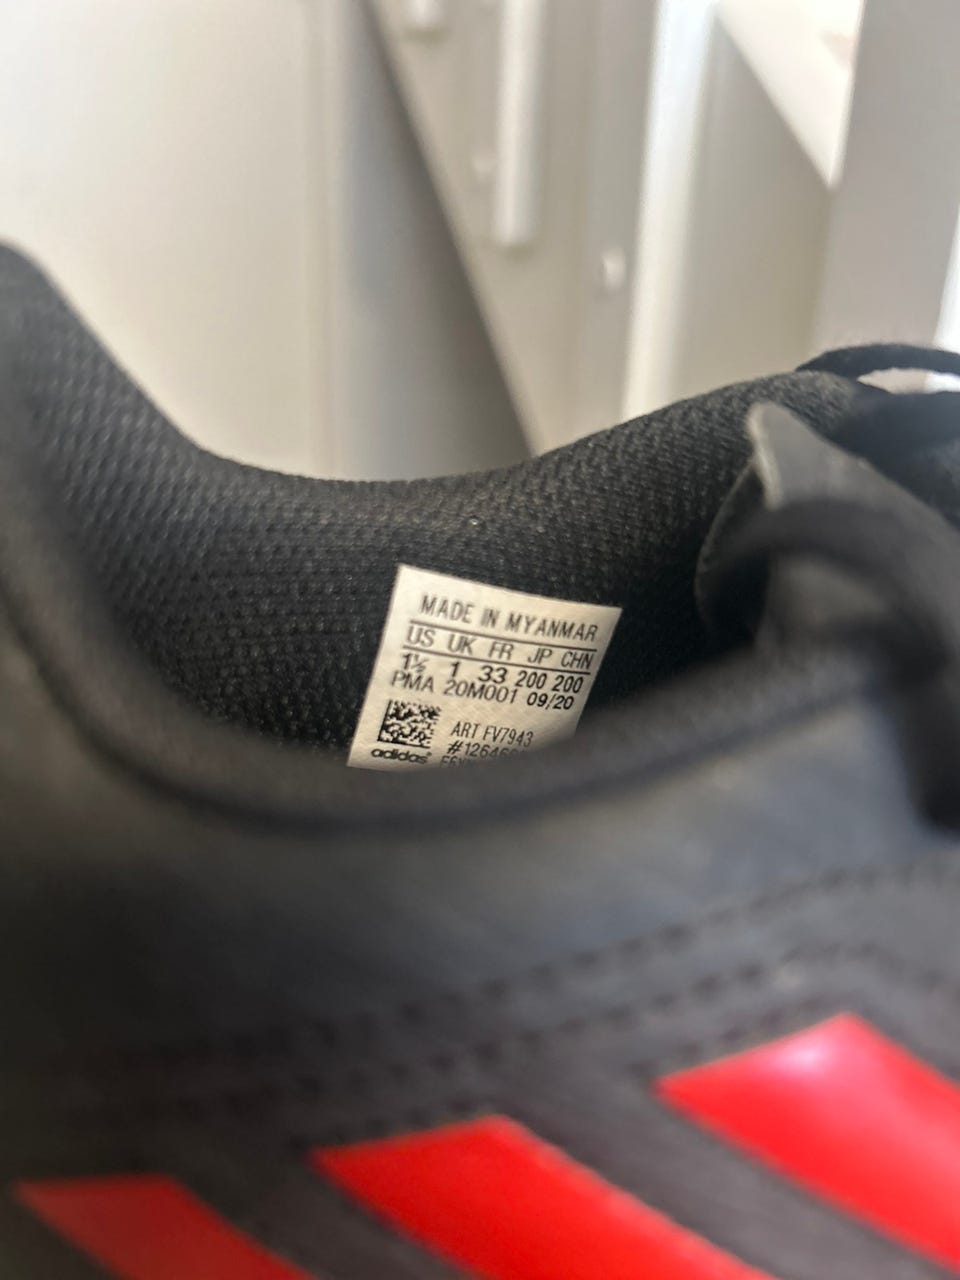 MADE IN MYANMAR
US UK FR JP CHN
1½ 1 33 200 200
PMA 20M001 09/20
ART FV7943
adidas